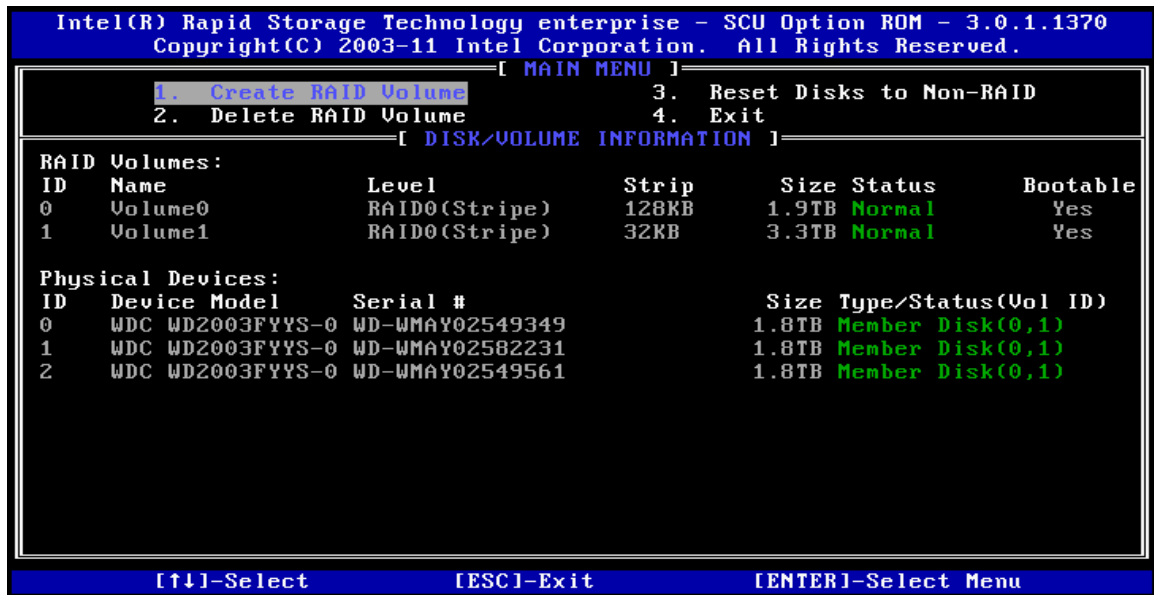 Intel(R) Rapid Storage Technology enterprise - SCU Option ROM - 3.0.1.1370
Copyright(C) 2003-11 Intel Corporation.  All Rights Reserved.
[ MAIN MENU ]
1.  Create RAID Volume 3.  Reset Disks to Non-RAID
2.  Delete RAID Volume 4.  Exit
[ DISK/VOLUME INFORMATION ]
RAID Volumes:
ID Name Level Strip Size Status Bootable
0 Volume0 RAID0(Stripe) 128KB 1.9TB Normal Yes
1 Volume1 RAID0(Stripe) 32KB 3.3TB Normal Yes
Physical Devices:
ID Device Model Serial # Size Type/Status(Vol ID)
0 WDC WD2003FYYS-0 WD-WMAY02549349 1.8TB Member Disk(0,1)
1 WDC WD2003FYYS-0 WD-WMAY02582231 1.8TB Member Disk(0,1)
2 WDC WD2003FYYS-0 WD-WMAY02549561 1.8TB Member Disk(0,1)
[↑↓]-Select [ESC]-Exit [ENTER]-Select Menu